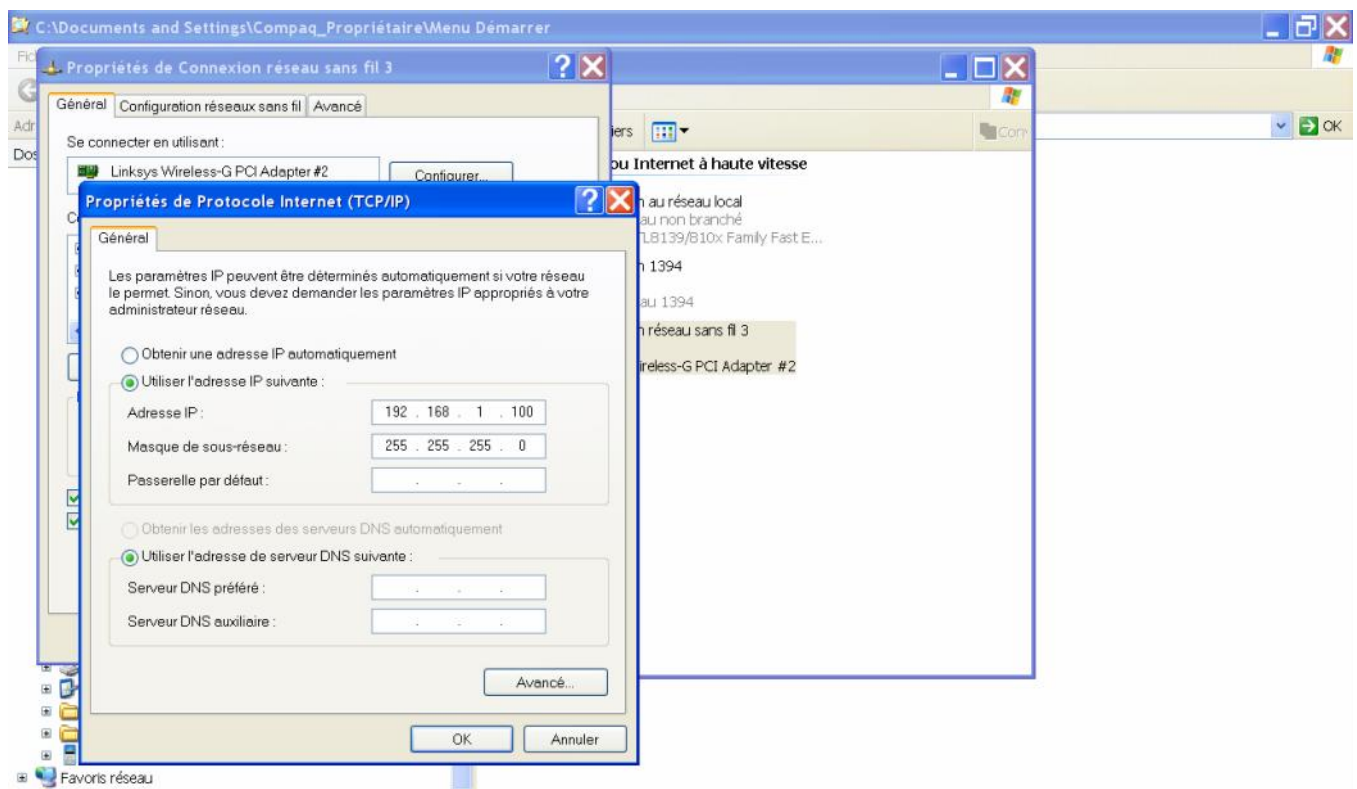 C:\Documents and Settings\Compaq_Propriétaire\Menu Démarrer
Propriétés de Connexion réseau sans fil 3
Général
Configuration réseaux sans fil
Avancé
Se connecter en utilisant :
Linksys Wireless-G PCI Adapter #2
Configurer...
Propriétés de Protocole Internet (TCP/IP)
Général
Les paramètres IP peuvent être déterminés automatiquement si votre réseau
le permet. Sinon, vous devez demander les paramètres IP appropriés à votre
administrateur réseau.
Obtenir une adresse IP automatiquement
Utiliser l'adresse IP suivante :
Adresse IP :
192 . 168 . 1 . 100
Masque de sous-réseau :
255 . 255 . 255 . 0
Passerelle par défaut :
Obtenir les adresses des serveurs DNS automatiquement
Utiliser l'adresse de serveur DNS suivante :
Serveur DNS préféré :
Serveur DNS auxiliaire :
Avancé...
OK
Annuler
Favoris réseau
OK
ou Internet à haute vitesse
au réseau local
au non branché
TL8139/810x Family Fast E...
1394
au 1394
réseau sans fil 3
ireless-G PCI Adapter #2